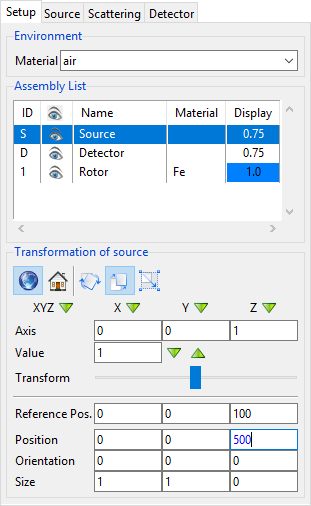 Setup Source Scattering Detector
Environment
Material air
Assembly List
ID Name Material Display
S Source 0.75
D Detector 0.75
1 Rotor Fe 1.0
Transformation of source
XYZ X Y Z
Axis 0 0 1
Value 1
Transform
Reference Pos. 0 0 100
Position 0 0 500
Orientation 0 0 0
Size 1 1 0